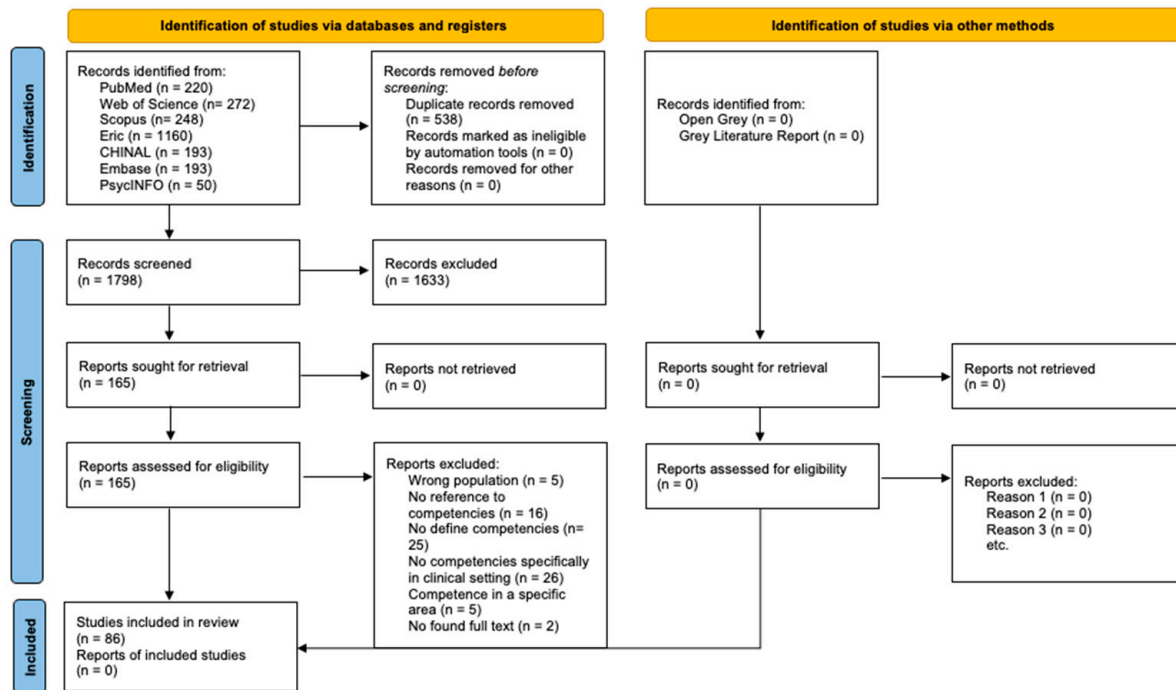 Identification of studies via databases and registers
Identification of studies via other methods
Identification
Records identified from:
PubMed (n = 220)
Web of Science (n= 272)
Scopus (n= 248)
Eric (n = 1160)
CHINAL (n = 193)
Embase (n = 193)
PsycINFO (n = 50)
Records removed before
screening:
Duplicate records removed
(n = 538)
Records marked as ineligible
by automation tools (n = 0)
Records removed for other
reasons (n = 0)
Records identified from:
Open Grey (n = 0)
Grey Literature Report (n = 0)
Screening
Records screened
(n = 1798)
Records excluded
(n = 1633)
Reports sought for retrieval
(n = 165)
Reports not retrieved
(n = 0)
Reports sought for retrieval
(n = 0)
Reports not retrieved
(n = 0)
Reports assessed for eligibility
(n = 165)
Reports excluded:
Wrong population (n = 5)
No reference to
competencies (n = 16)
No define competencies (n=
25)
No competencies specifically
in clinical setting (n = 26)
Competence in a specific
area (n = 5)
No found full text (n = 2)
Reports assessed for eligibility
(n = 0)
Reports excluded:
Reason 1 (n = 0)
Reason 2 (n = 0)
Reason 3 (n = 0)
etc.
Included
Studies included in review
(n = 86)
Reports of included studies
(n = 0)